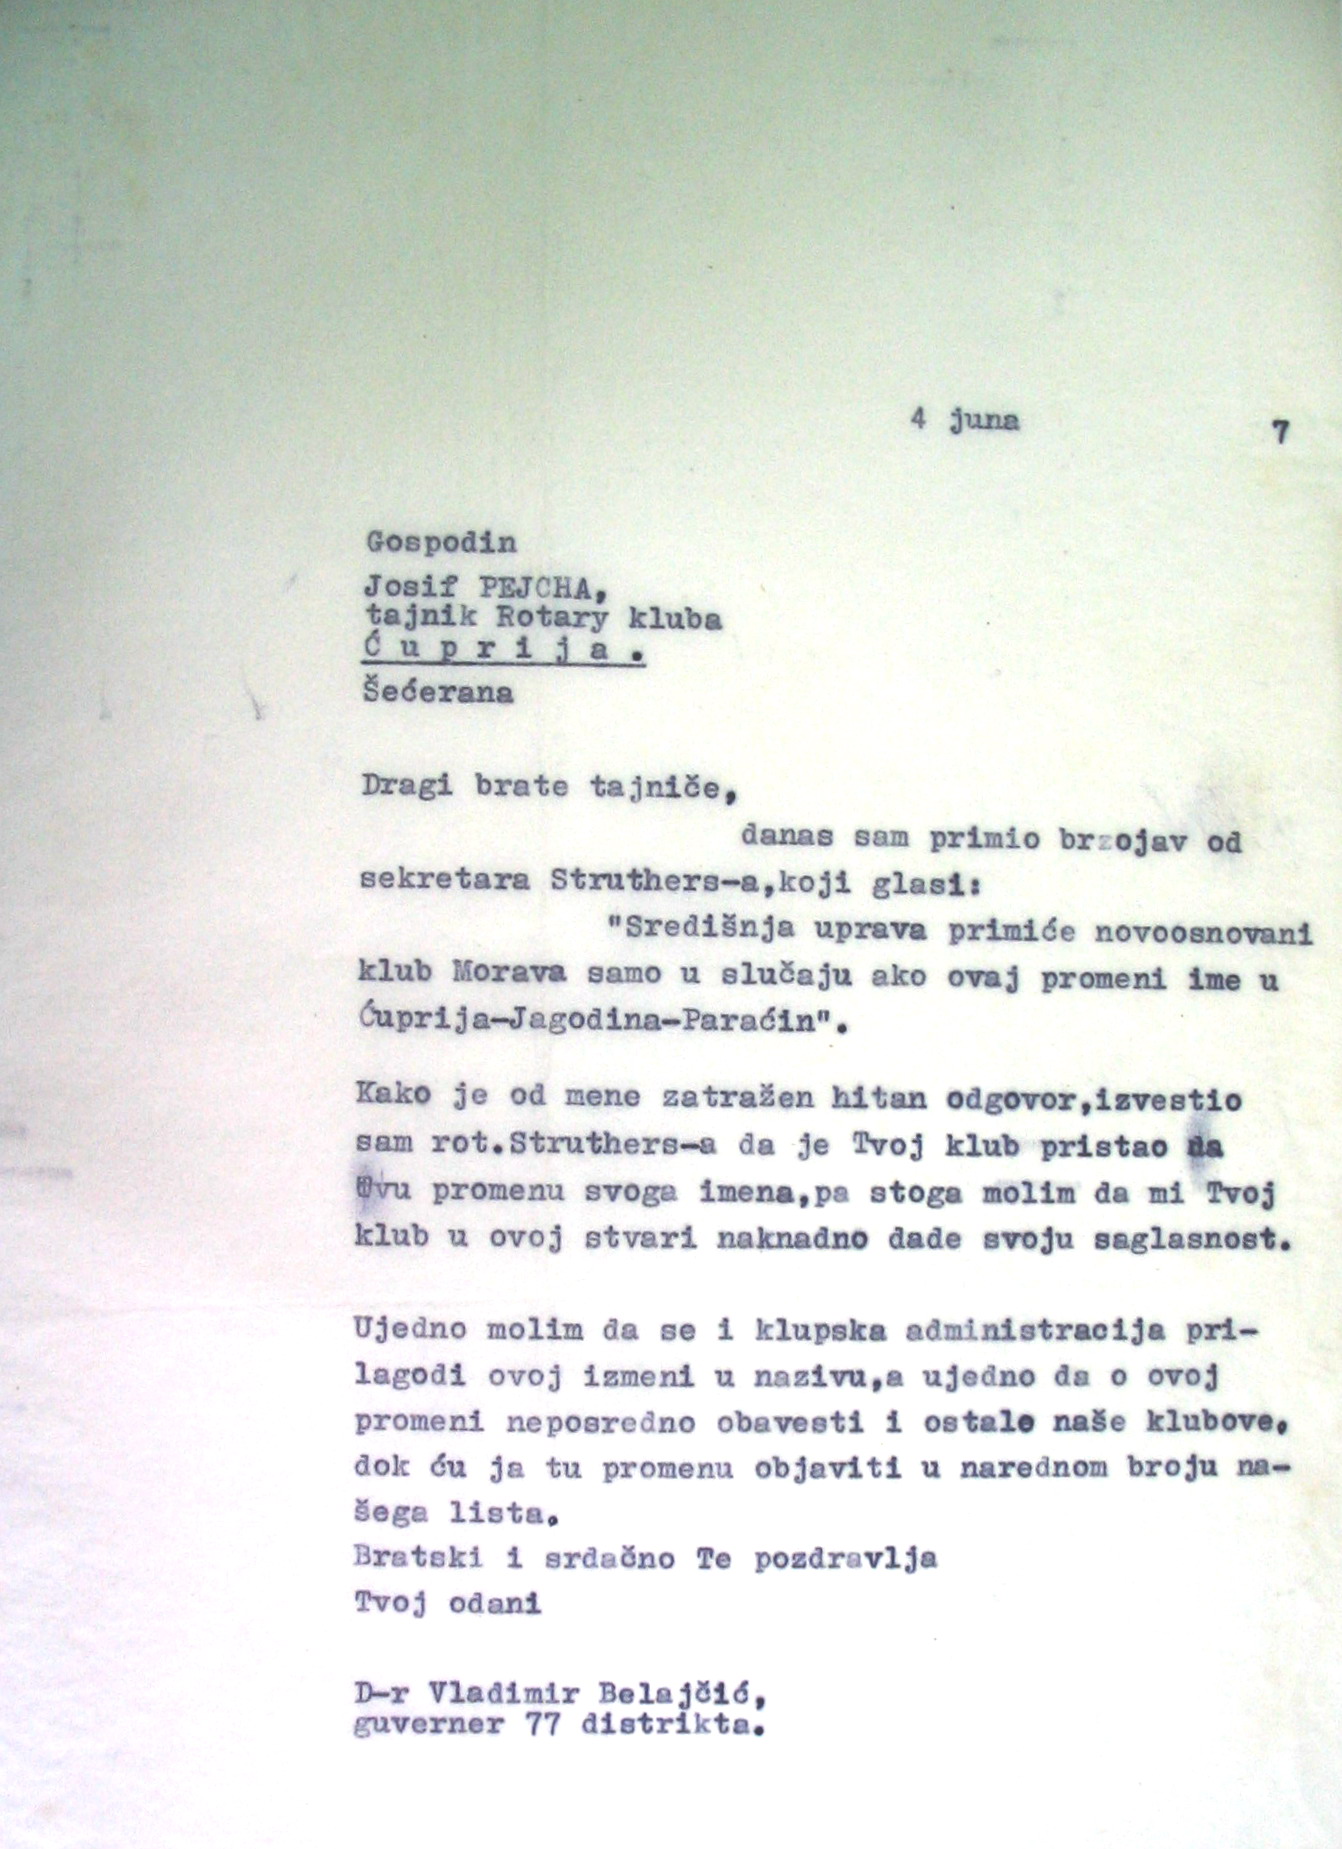 4 juna 7
Gospodin
Josif PEJCHA,
tajnik Rotary kluba
Ć u p r i j a .
Šećerana
Dragi brate tajniče,
danas sam primio brzojav od
sekretara Struthers-a,koji glasi:
"Središnja uprava primiće novoosnovani
klub Morava samo u slučaju ako ovaj promeni ime u
Ćuprija-Jagodina-Paraćin".
Kako je od mene zatražen hitan odgovor,izvestio
sam rot.Struthers-a da je Tvoj klub pristao na
Ovu promenu svoga imena,pa stoga molim da mi Tvoj
klub u ovoj stvari naknadno dade svoju saglasnost.
Ujedno molim da se i klupska administracija pri-
lagodi ovoj izmeni u nazivu,a ujedno da o ovoj
promeni neposredno obavesti i ostale naše klubove,
dok ću ja tu promenu objaviti u narednom broju na-
šega lista.
Bratski i srdačno Te pozdravlja
Tvoj odani
D-r Vladimir Belajčić,
guverner 77 distrikta.